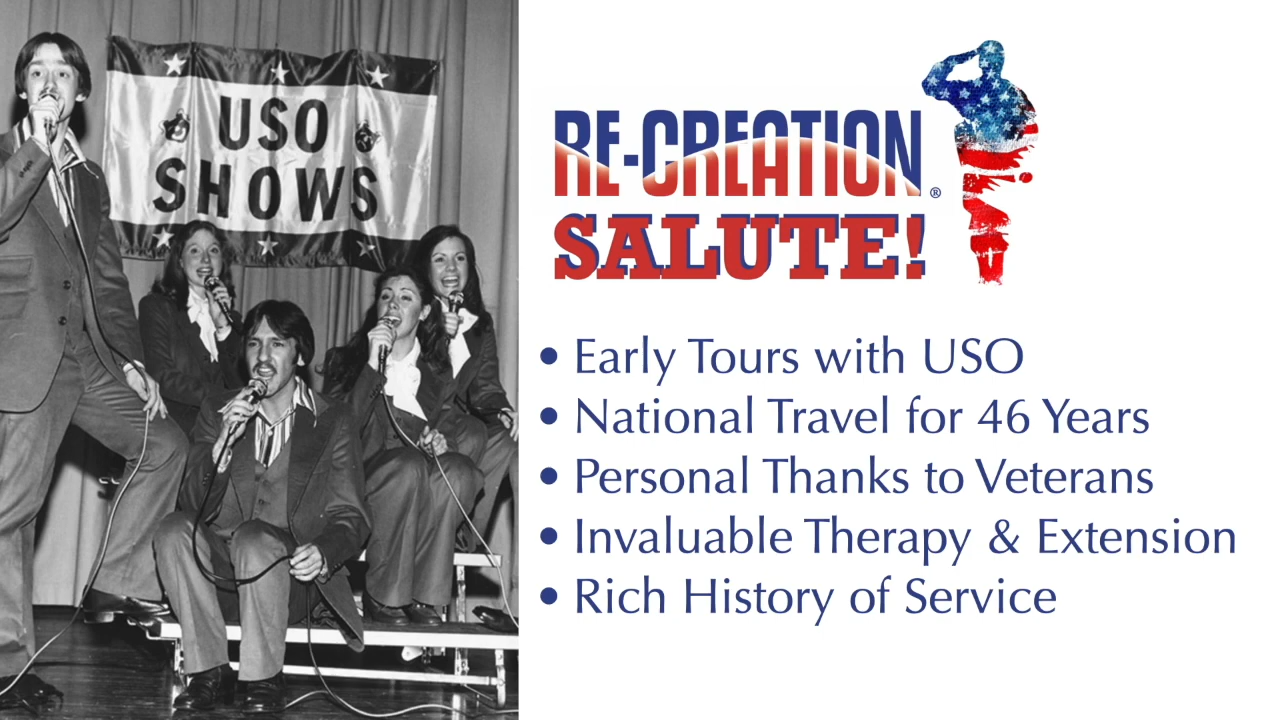 USO
SHOWS
RE-CREATION®
SALUTE!
• Early Tours with USO
• National Travel for 46 Years
• Personal Thanks to Veterans
• Invaluable Therapy & Extension
• Rich History of Service